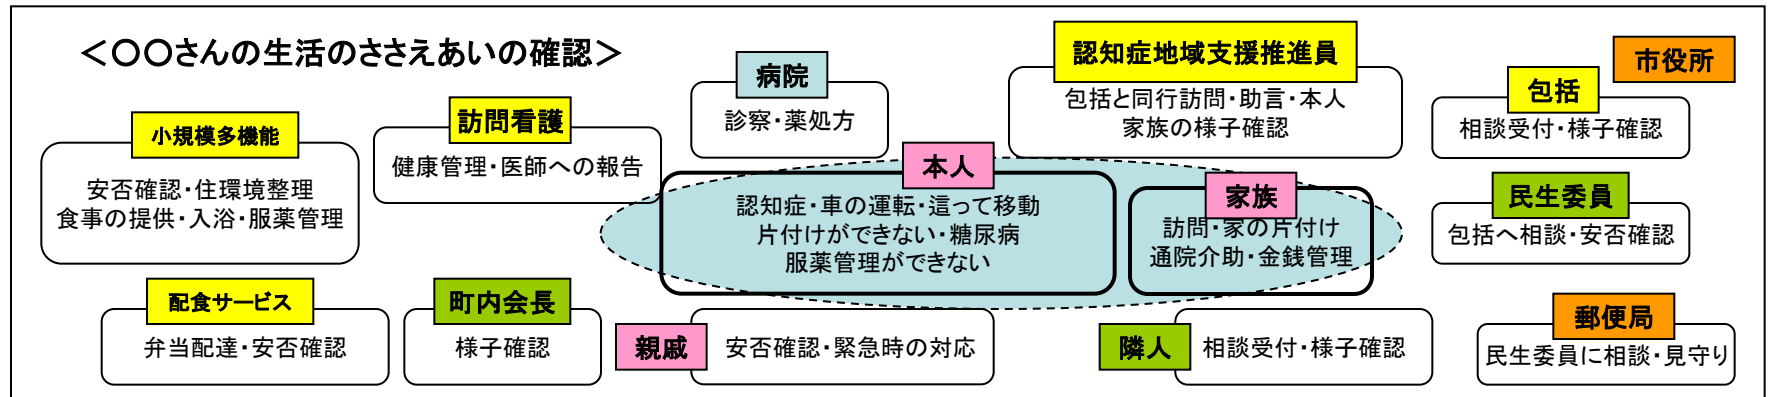 ＜〇〇さんの生活のささえあいの確認＞
病院
診察・薬処方
認知症地域支援推進員
包括と同行訪問・助言・本人
家族の様子確認
市役所
包括
相談受付・様子確認
小規模多機能
安否確認・住環境整理
食事の提供・入浴・服薬管理
訪問看護
健康管理・医師への報告
本人
認知症・車の運転・這って移動
片付けができない・糖尿病
服薬管理ができない
家族
訪問・家の片付け
通院介助・金銭管理
民生委員
包括へ相談・安否確認
配食サービス
弁当配達・安否確認
町内会長
様子確認
親戚
安否確認・緊急時の対応
隣人
相談受付・様子確認
郵便局
民生委員に相談・見守り